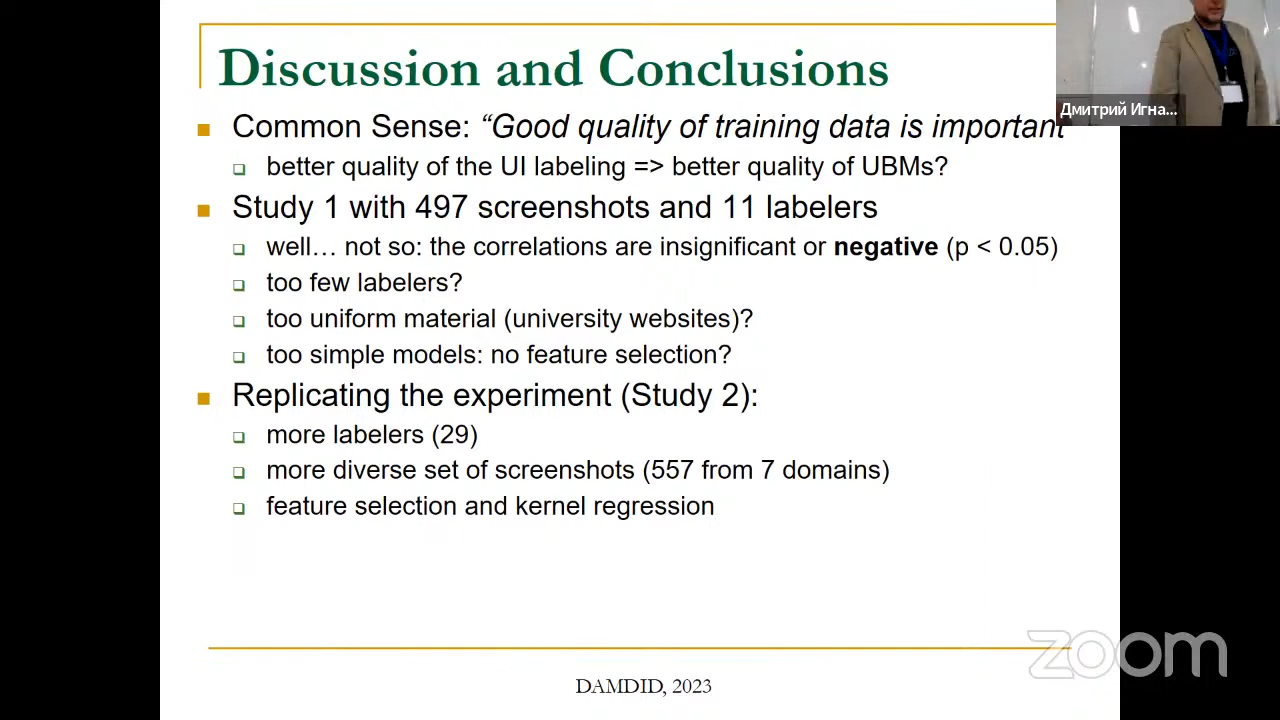 Discussion and Conclusions
Common Sense: “Good quality of training data is important
better quality of the UI labeling => better quality of UBMs?
Study 1 with 497 screenshots and 11 labelers
well… not so: the correlations are insignificant or negative (p < 0.05)
too few labelers?
too uniform material (university websites)?
too simple models: no feature selection?
Replicating the experiment (Study 2):
more labelers (29)
more diverse set of screenshots (557 from 7 domains)
feature selection and kernel regression
DAMDID, 2023
Дмитрий Игна...
zoom